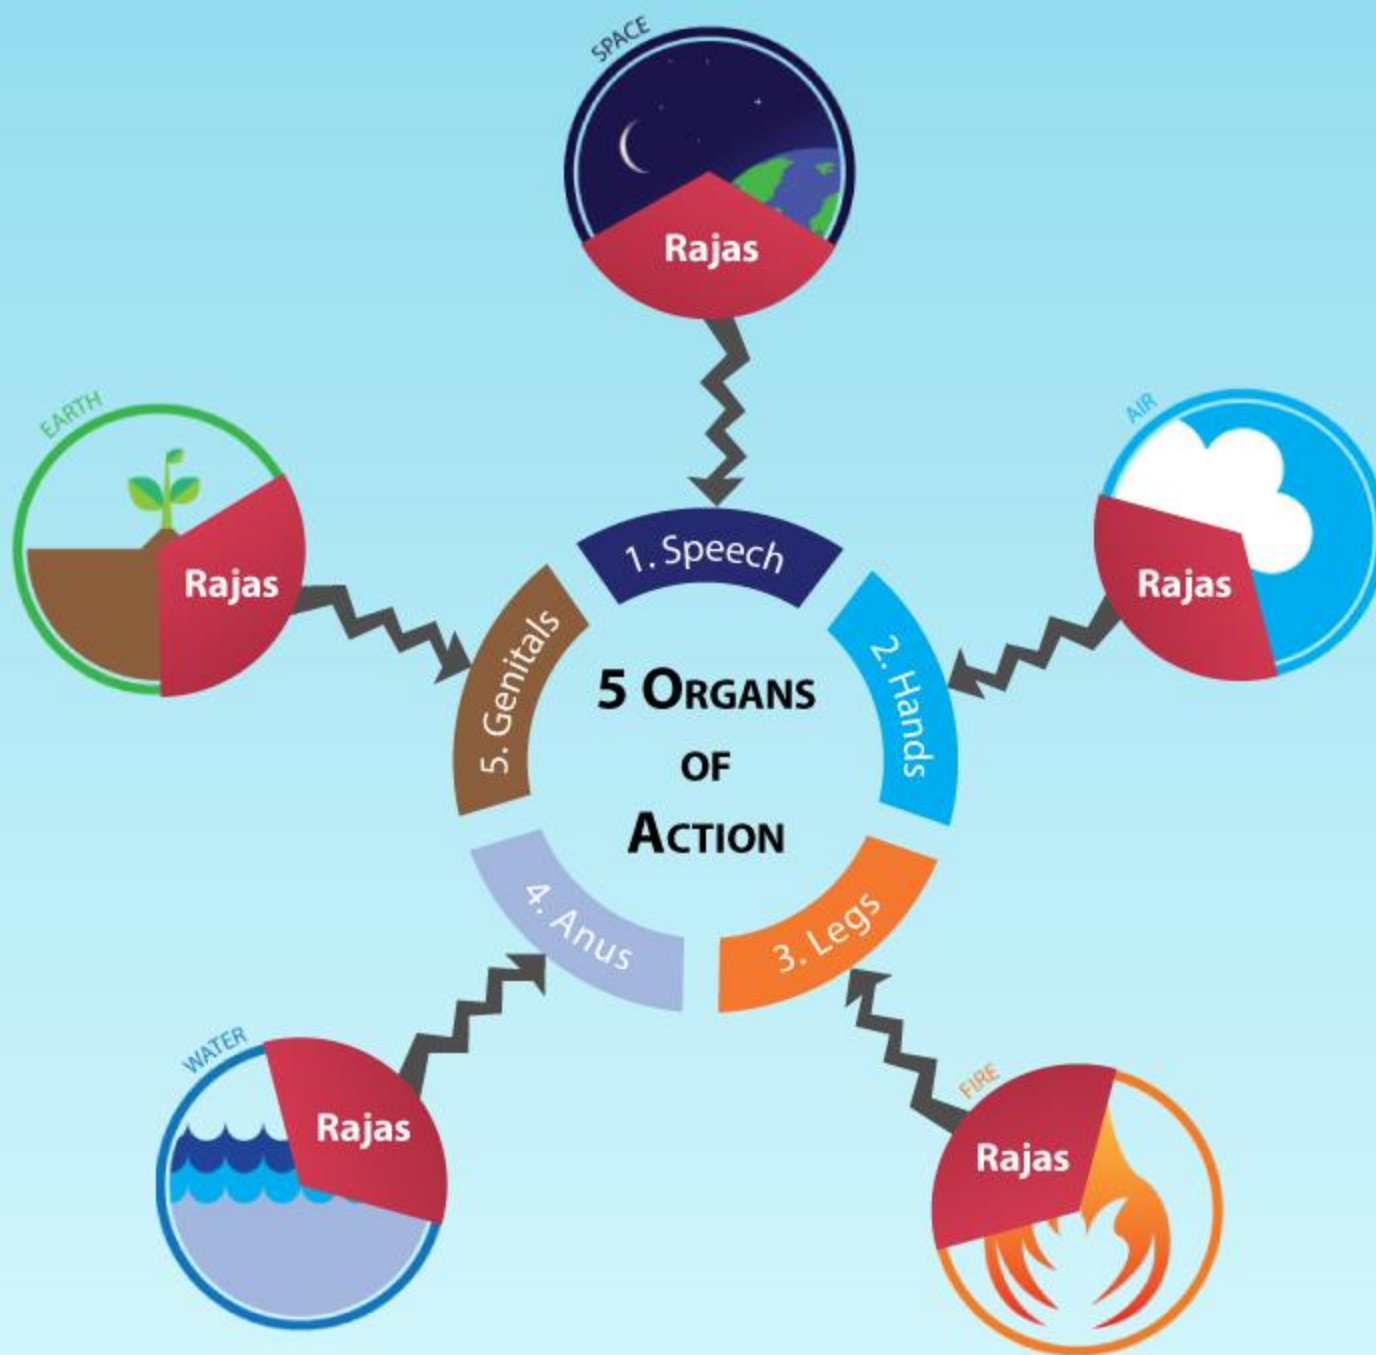 SPACE
Rajas
EARTH
Rajas
AIR
Rajas
1. Speech
2. Hands
3. Legs
4. Anus
5. Genitals
5 ORGANS
OF
ACTION
WATER
Rajas
FIRE
Rajas